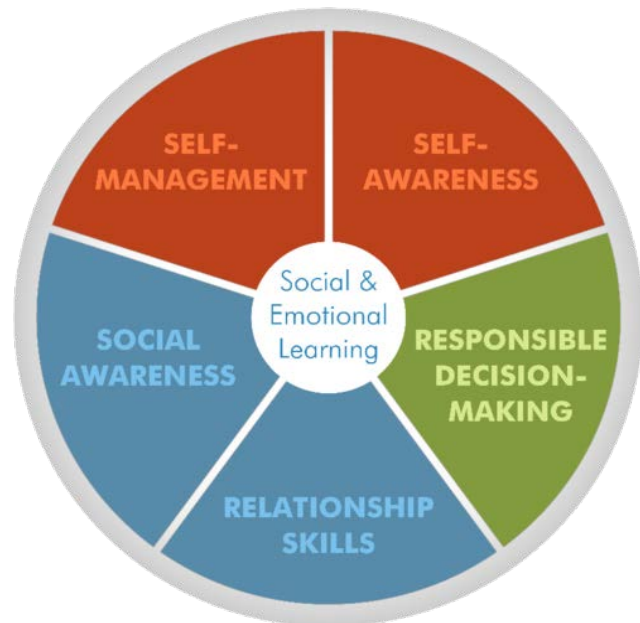 SELF-
MANAGEMENT
SELF-
AWARENESS
Social &
Emotional
Learning
SOCIAL
AWARENESS
RESPONSIBLE
DECISION-
MAKING
RELATIONSHIP
SKILLS